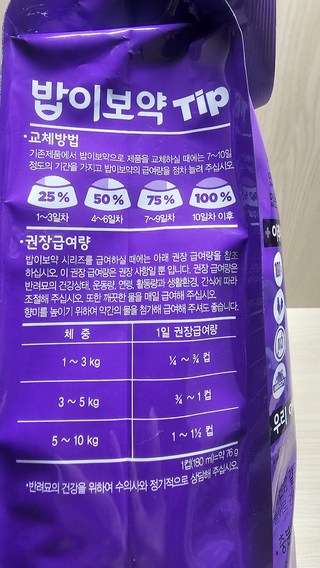 밥이보약 Tip
·교체방법
기존제품에서 밥이보약으로 제품을 교체하실 때에는 7~10일
정도의 기간을 가지고 밥이보약의 급여량을 점차 늘려 주십시오.
25 % 50 % 75 % 100 %
1~3일차 4~6일차 7~9일차 10일차 이후
·권장급여량
밥이보약 시리즈를 급여하실 때에는 아래 권장 급여량을 참조
하십시오. 이 권장 급여량은 권장 사항일 뿐 입니다. 권장 급여량은
반려묘의 건강상태, 운동량, 연령, 활동량과 생활환경, 간식에 따라
조절해 주십시오. 또한 깨끗한 물을 매일 급여해 주십시오.
향미를 높이기 위하여 약간의 물을 첨가해 급여해 주셔도 좋습니다.
체 중 1일 권장급여량
1 ~ 3 kg ¼ ~ ¾ 컵
3 ~ 5 kg ¾ ~ 1 컵
5 ~ 10 kg 1 ~ 1½ 컵
1컵(180 ml)=약 76 g
*반려묘의 건강을 위하여 수의사와 정기적으로 상담해 주십시오.
우리